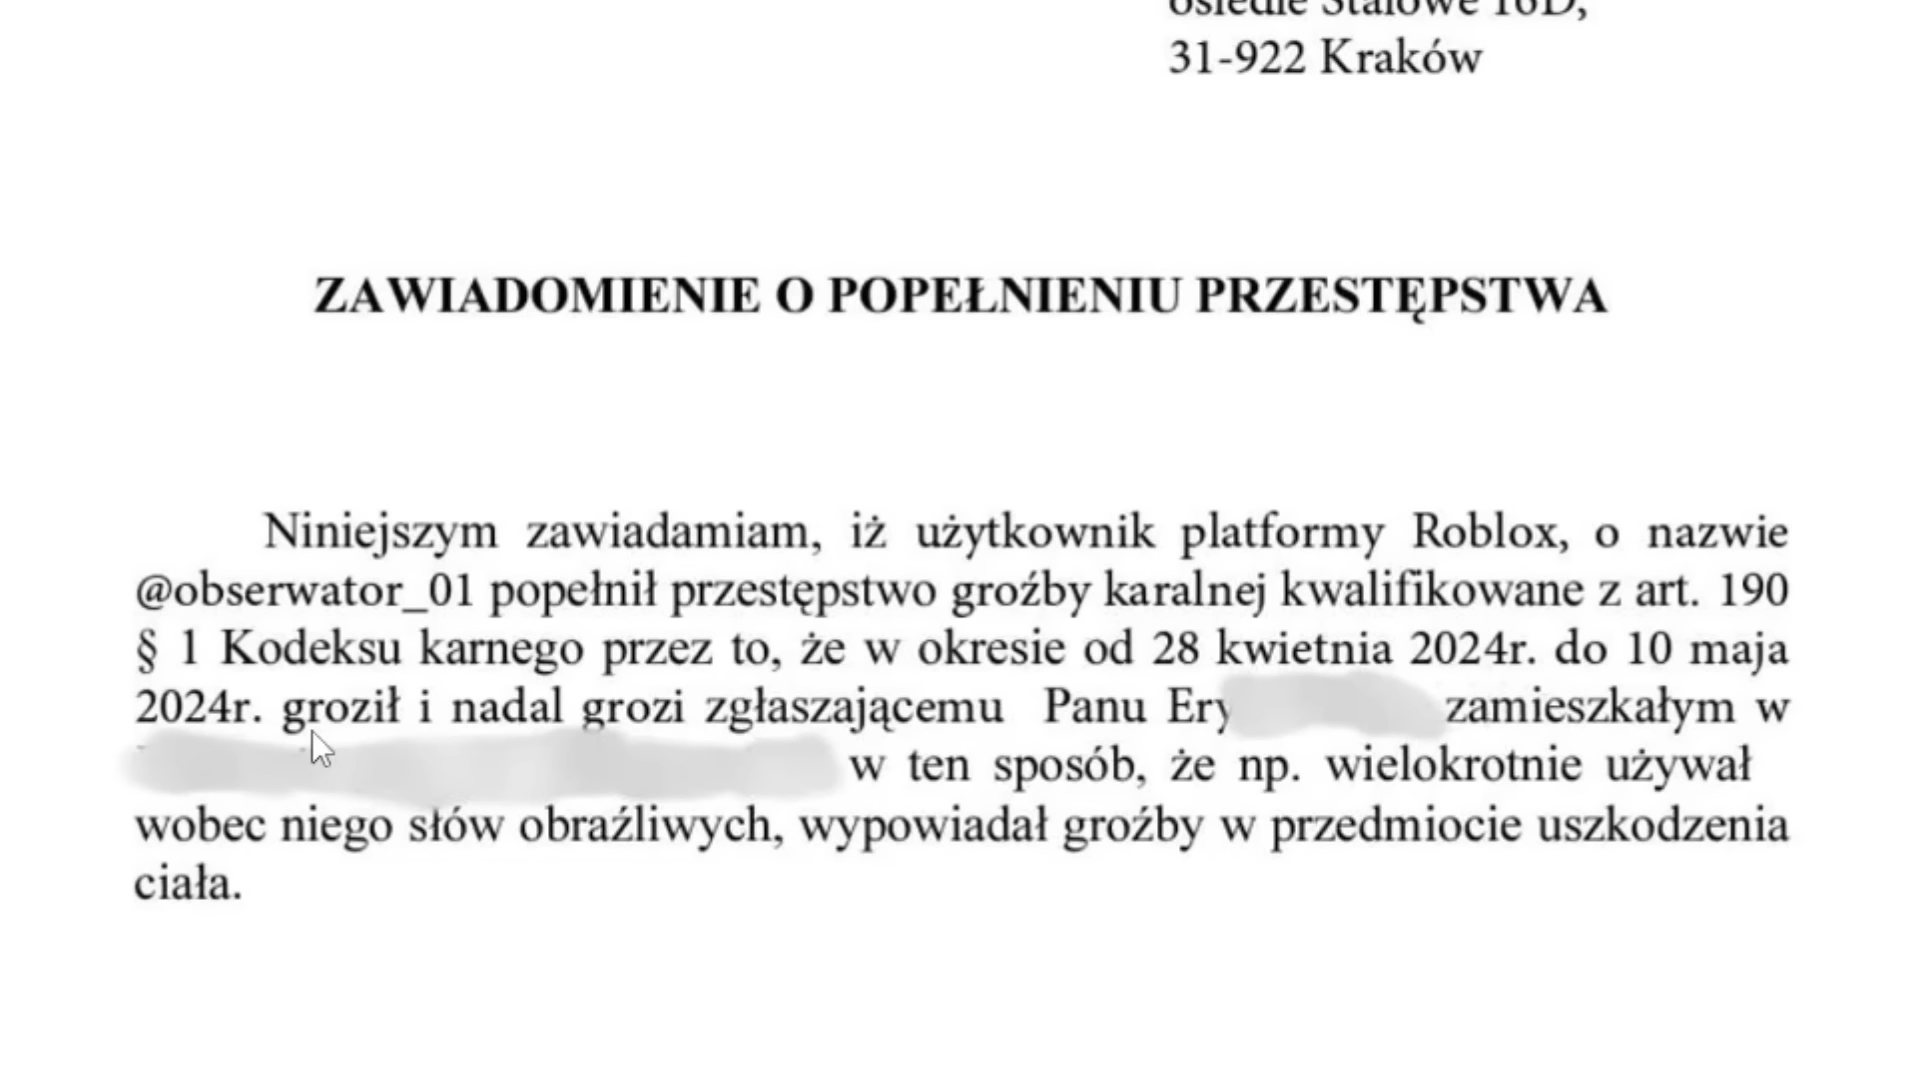 osiedle Stalowe 16D,
31-922 Kraków
ZAWIADOMIENIE O POPEŁNIENIU PRZESTĘPSTWA
Niniejszym zawiadamiam, iż użytkownik platformy Roblox, o nazwie
@obserwator_01 popełnił przestępstwo groźby karalnej kwalifikowane z art. 190
§ 1 Kodeksu karnego przez to, że w okresie od 28 kwietnia 2024r. do 10 maja
2024r. groził i nadal grozi zgłaszającemu Panu Ery zamieszkałym w
w ten sposób, że np. wielokrotnie używał
wobec niego słów obraźliwych, wypowiadał groźby w przedmiocie uszkodzenia
ciała.